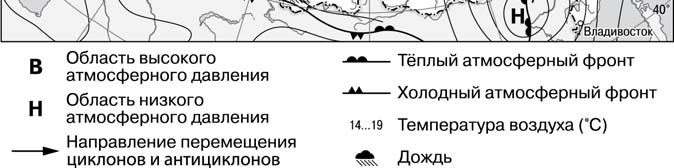 Н
40°
Владивосток
В Область высокого
атмосферного давления
Н Область низкого
атмосферного давления
Направление перемещения
циклонов и антициклонов
Тёплый атмосферный фронт
Холодный атмосферный фронт
14...19 Температура воздуха (°С)
Дождь